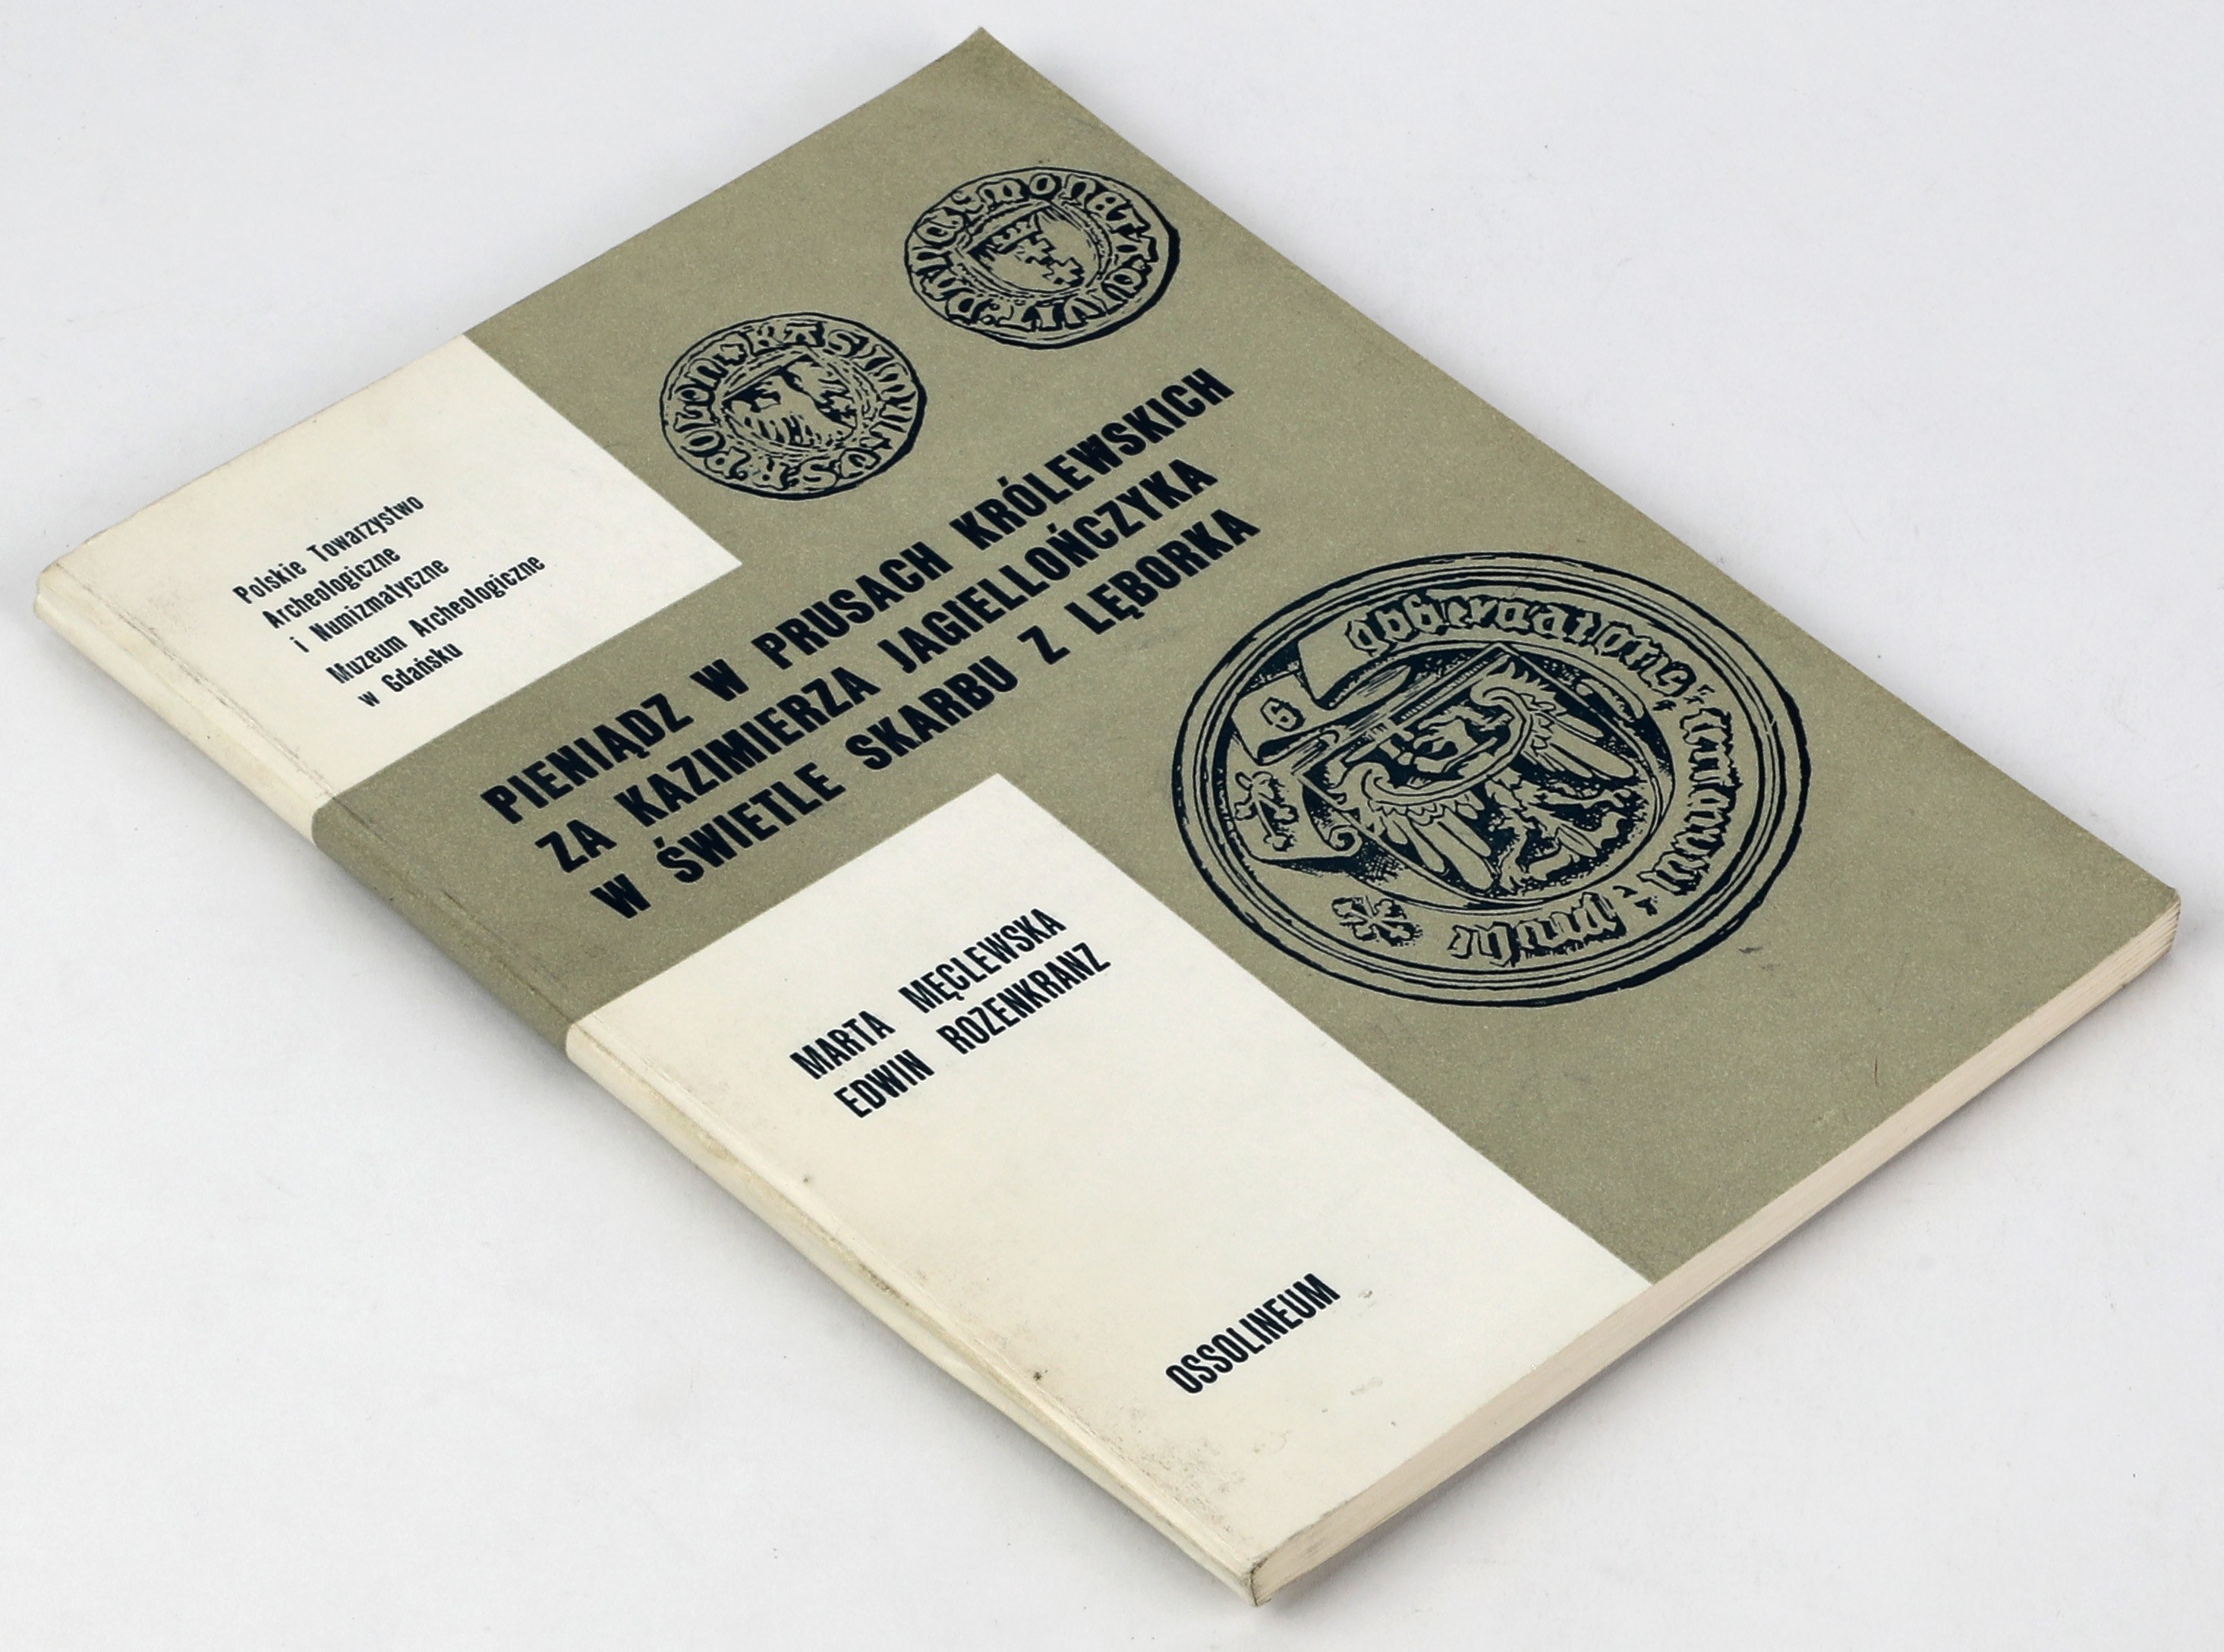 Polskie Towarzystwo
Archeologiczne
i Numizmatyczne
Muzeum Archeologiczne
w Gdańsku
PIENIĄDZ W PRUSACH KRÓLEWSKICH
ZA KAZIMIERZA JAGIELLOŃCZYKA
W ŚWIETLE SKARBU Z LĘBORKA
MARTA MĘCLEWSKA
EDWIN ROZENKRANZ
OSSOLINEUM